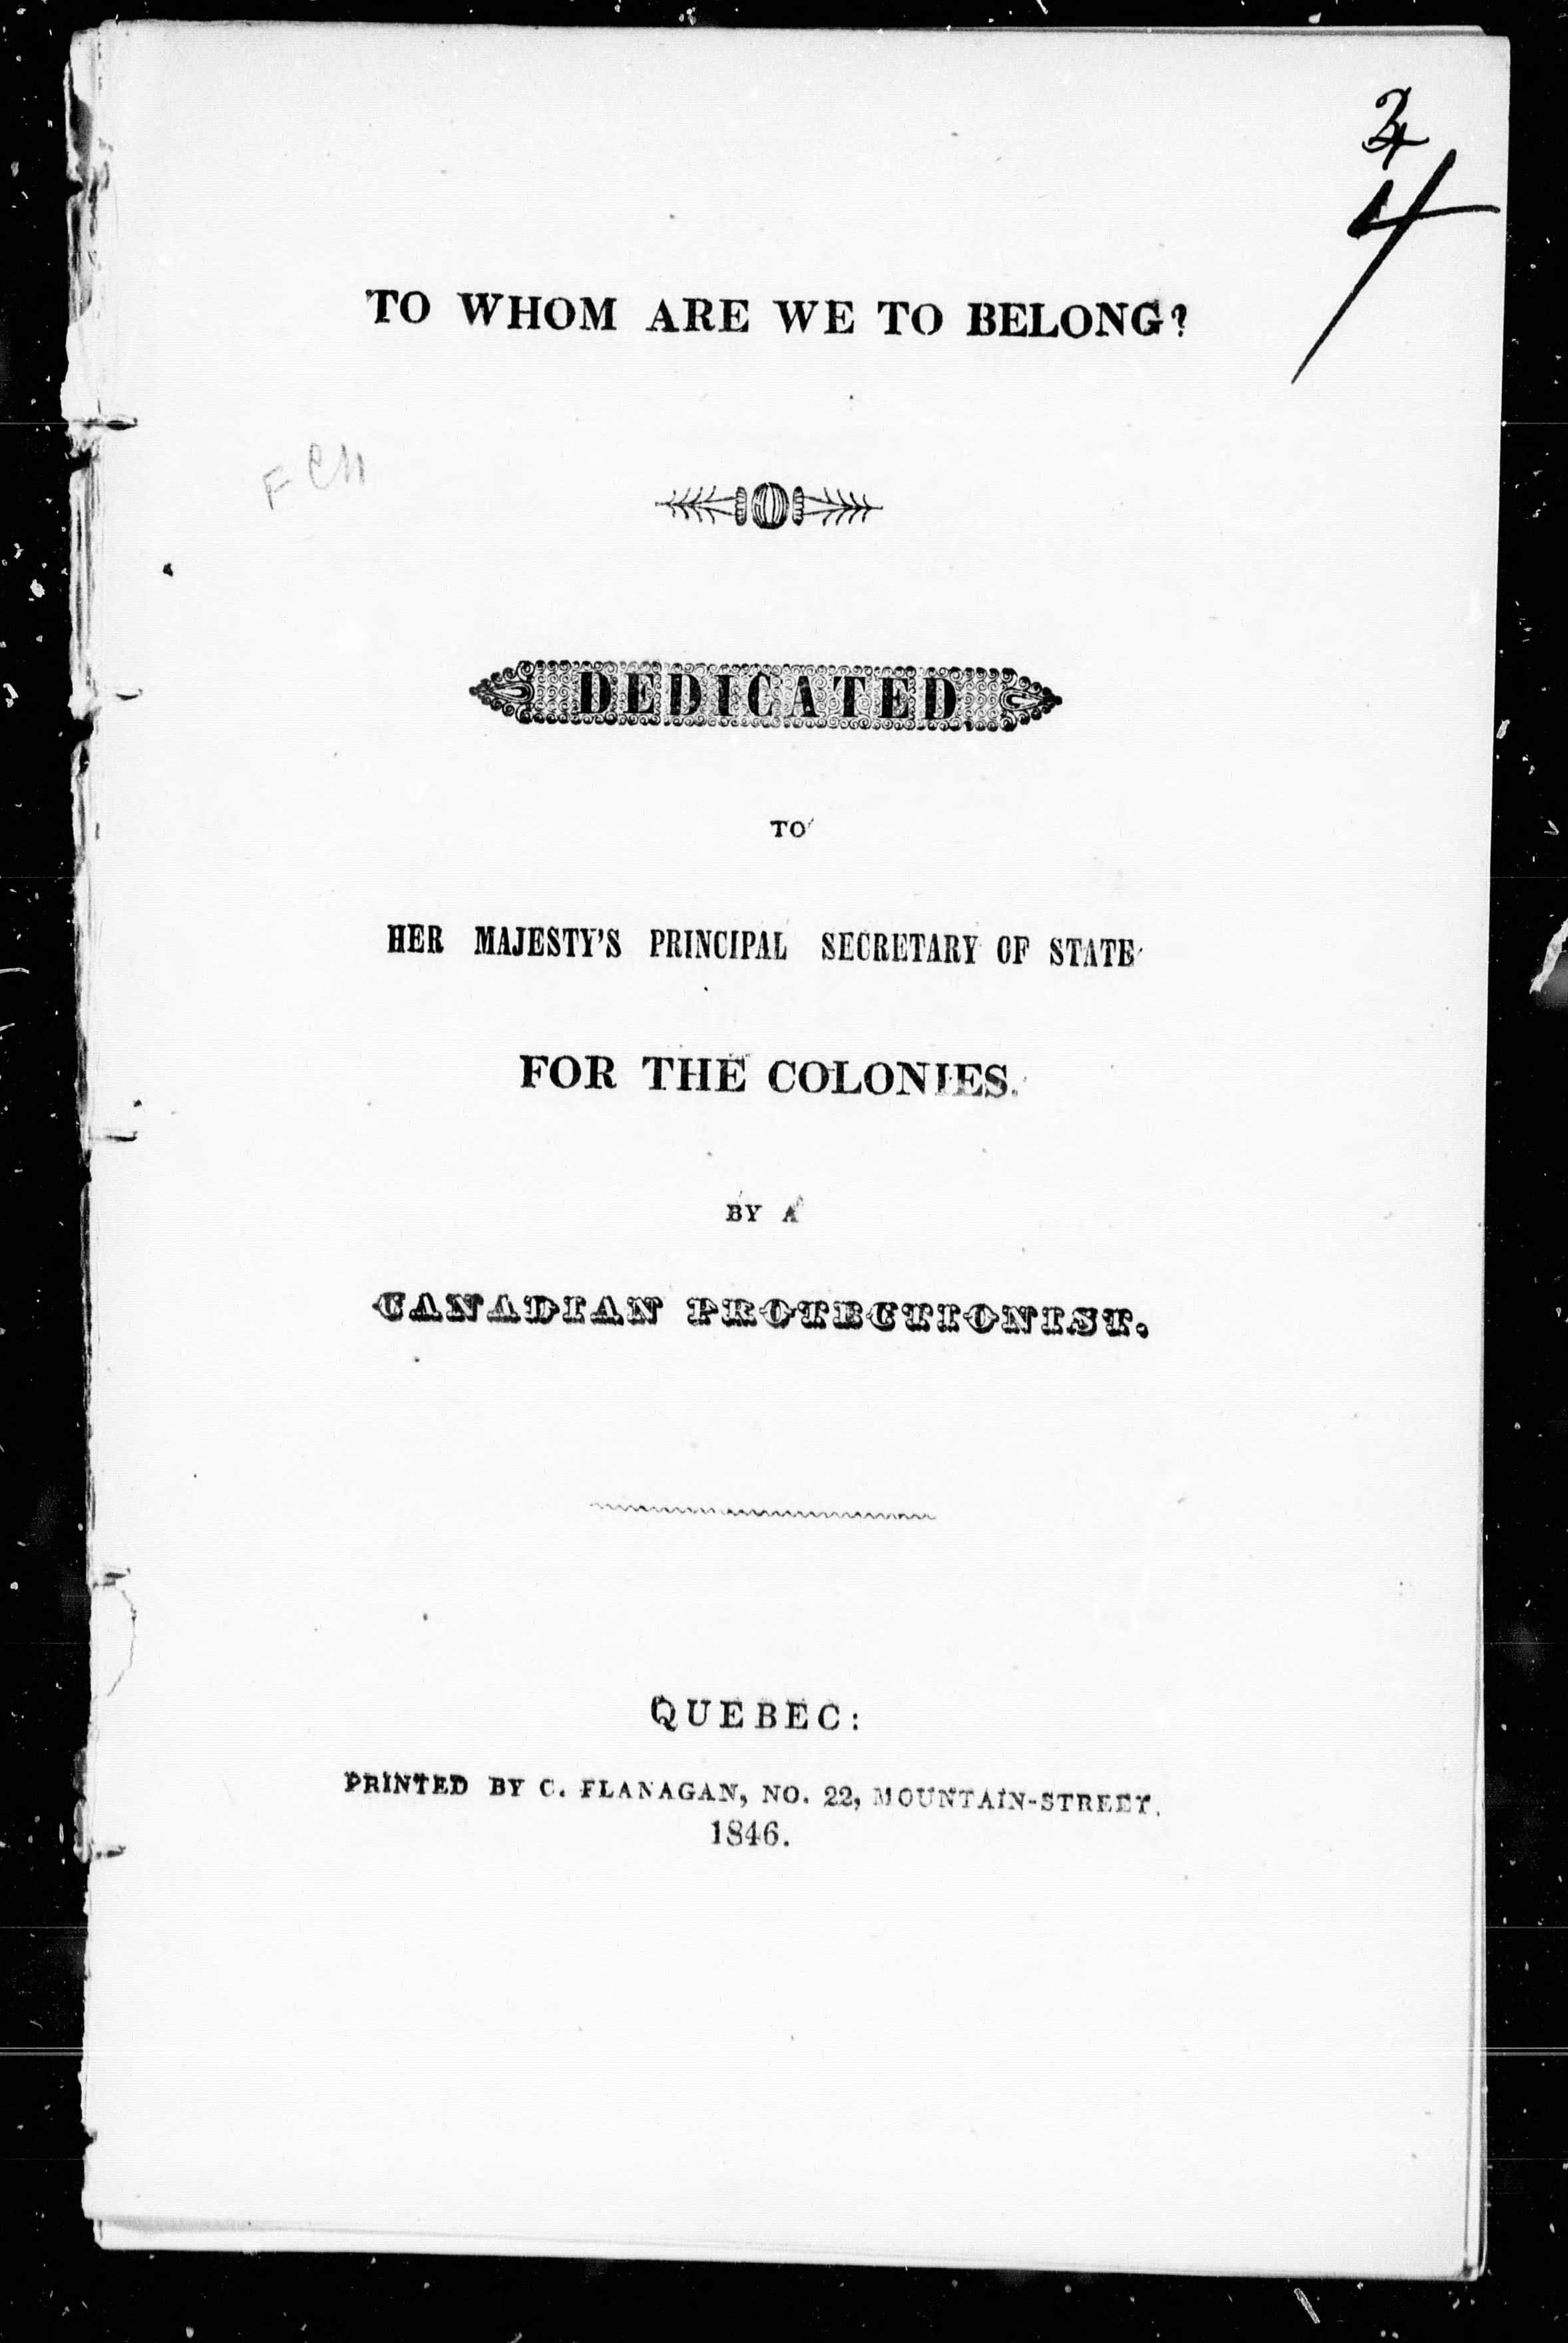 4
TO WHOM ARE WE TO BELONG?
DEDICATED
TO
HER MAJESTY'S PRINCIPAL SECRETARY OF STATE
FOR THE COLONIES.
BY A
CANADIAN PROTECTIONIST.
QUEBEC:
PRINTED BY C. FLANAGAN, NO. 22, MOUNTAIN-STREET.
1846.